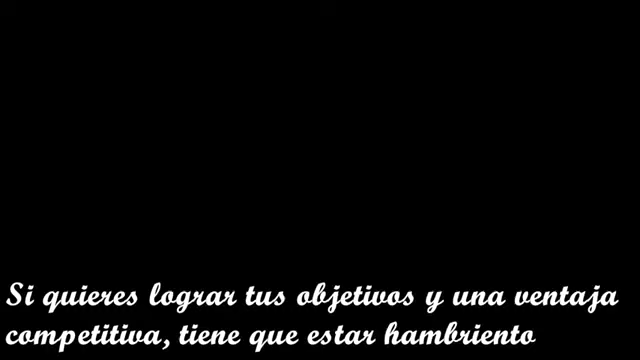 Si quieres lograr tus objetivos y una ventaja
competitiva, tiene que estar hambriento